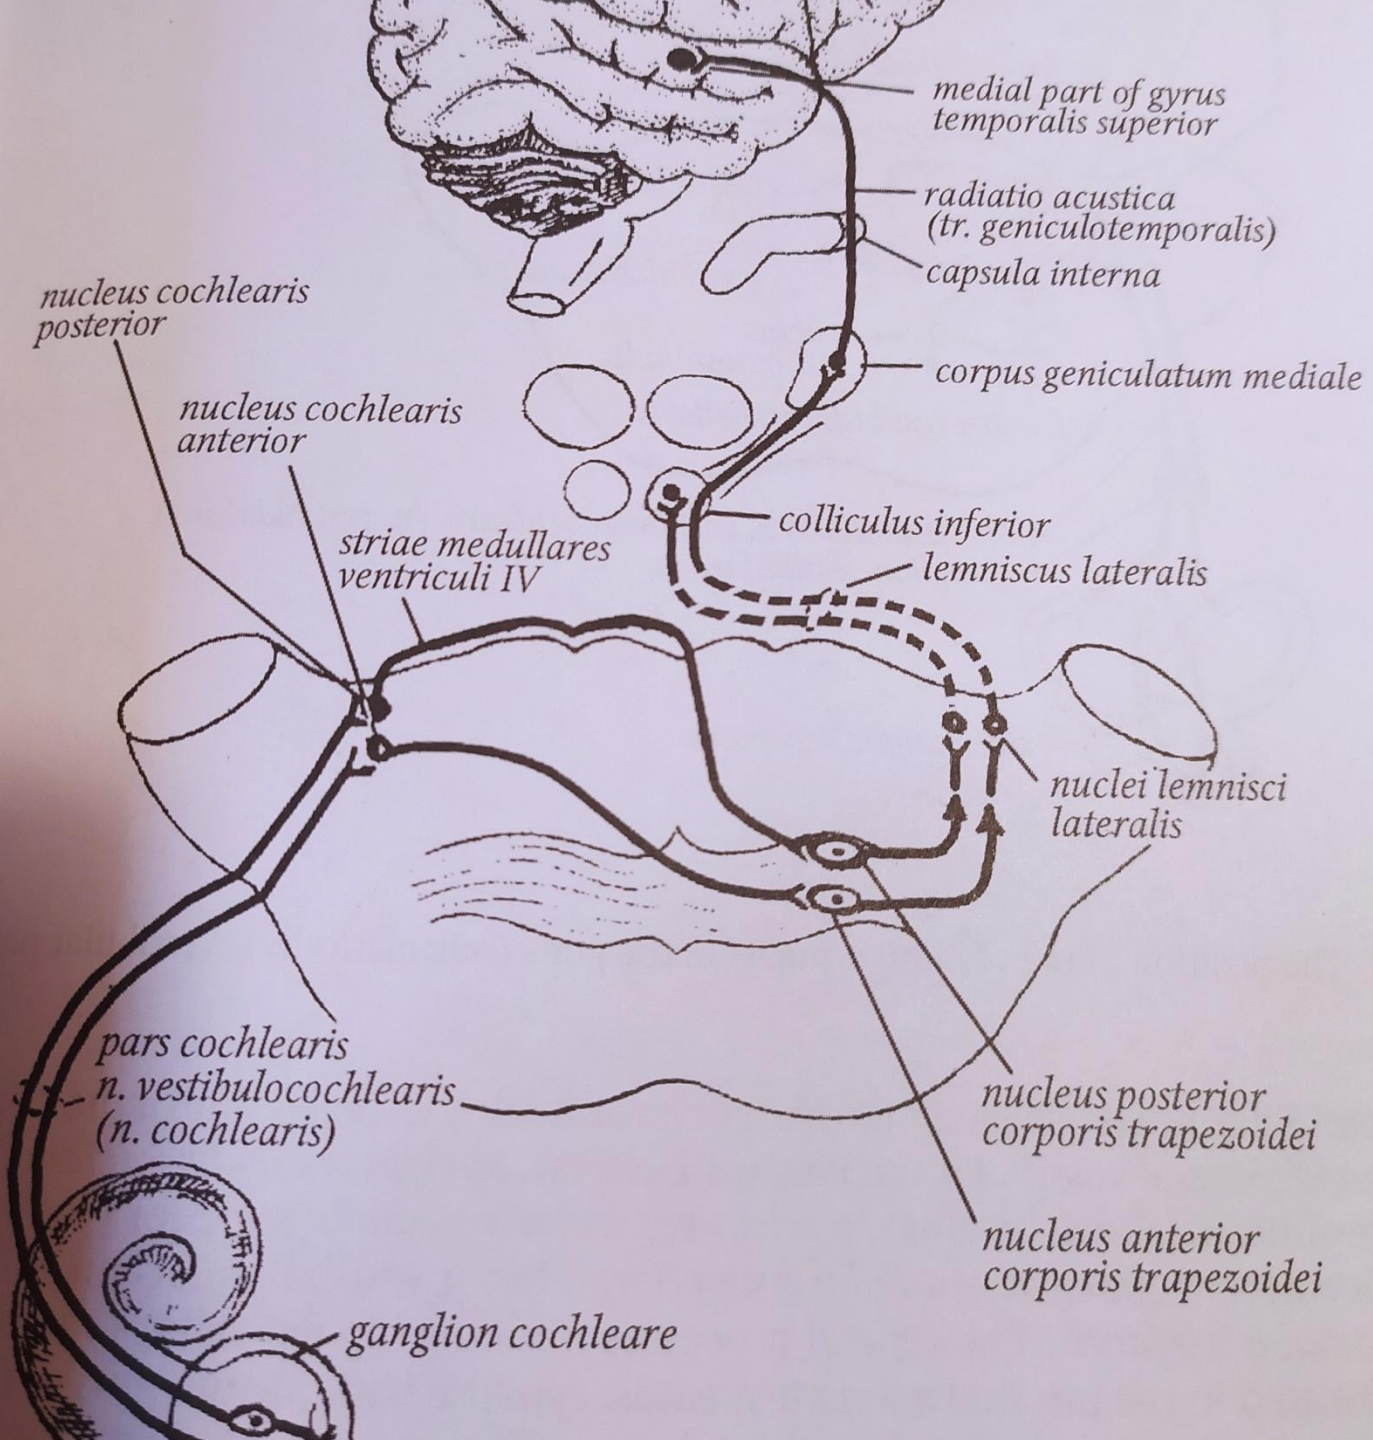 medial part of gyrus
temporalis superior
radiatio acustica
(tr. geniculotemporalis)
capsula interna
nucleus cochlearis
posterior
corpus geniculatum mediale
nucleus cochlearis
anterior
colliculus inferior
striae medullares
ventriculi IV
lemniscus lateralis
nuclei lemnisci
lateralis
pars cochlearis
n. vestibulocochlearis
(n. cochlearis)
nucleus posterior
corporis trapezoidei
nucleus anterior
corporis trapezoidei
ganglion cochleare